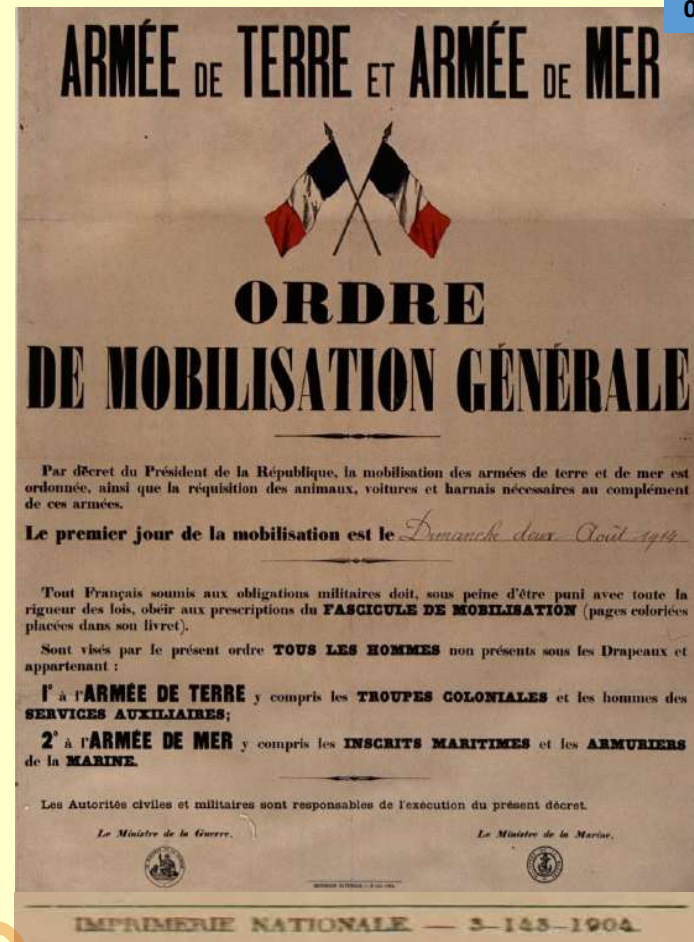 0
ARMÉE DE TERRE ET ARMÉE DE MER
ORDRE
DE MOBILISATION GÉNÉRALE
Par décret du Président de la République, la mobilisation des armées de terre et de mer est
ordonnée, ainsi que la réquisition des animaux, voitures et harnais nécessaires au complément
de ces armées.
Le premier jour de la mobilisation est le Dimanche deux Août 1914
Tout Français soumis aux obligations militaires doit, sous peine d'être puni avec toute la
rigueur des lois, obéir aux prescriptions du FASCICULE DE MOBILISATION (pages coloriées
placées dans son livret).
Sont visés par le présent ordre TOUS LES HOMMES non présents sous les Drapeaux et
appartenant :
1° à l'ARMÉE DE TERRE y compris les TROUPES COLONIALES et les hommes des
SERVICES AUXILIAIRES;
2° à l'ARMÉE DE MER y compris les INSCRITS MARITIMES et les ARMURIERS
de la MARINE.
Les Autorités civiles et militaires sont responsables de l'exécution du présent décret.
Le Ministre de la Guerre, Le Ministre de la Marine,
IMPRIMERIE NATIONALE — 3-143-1904.